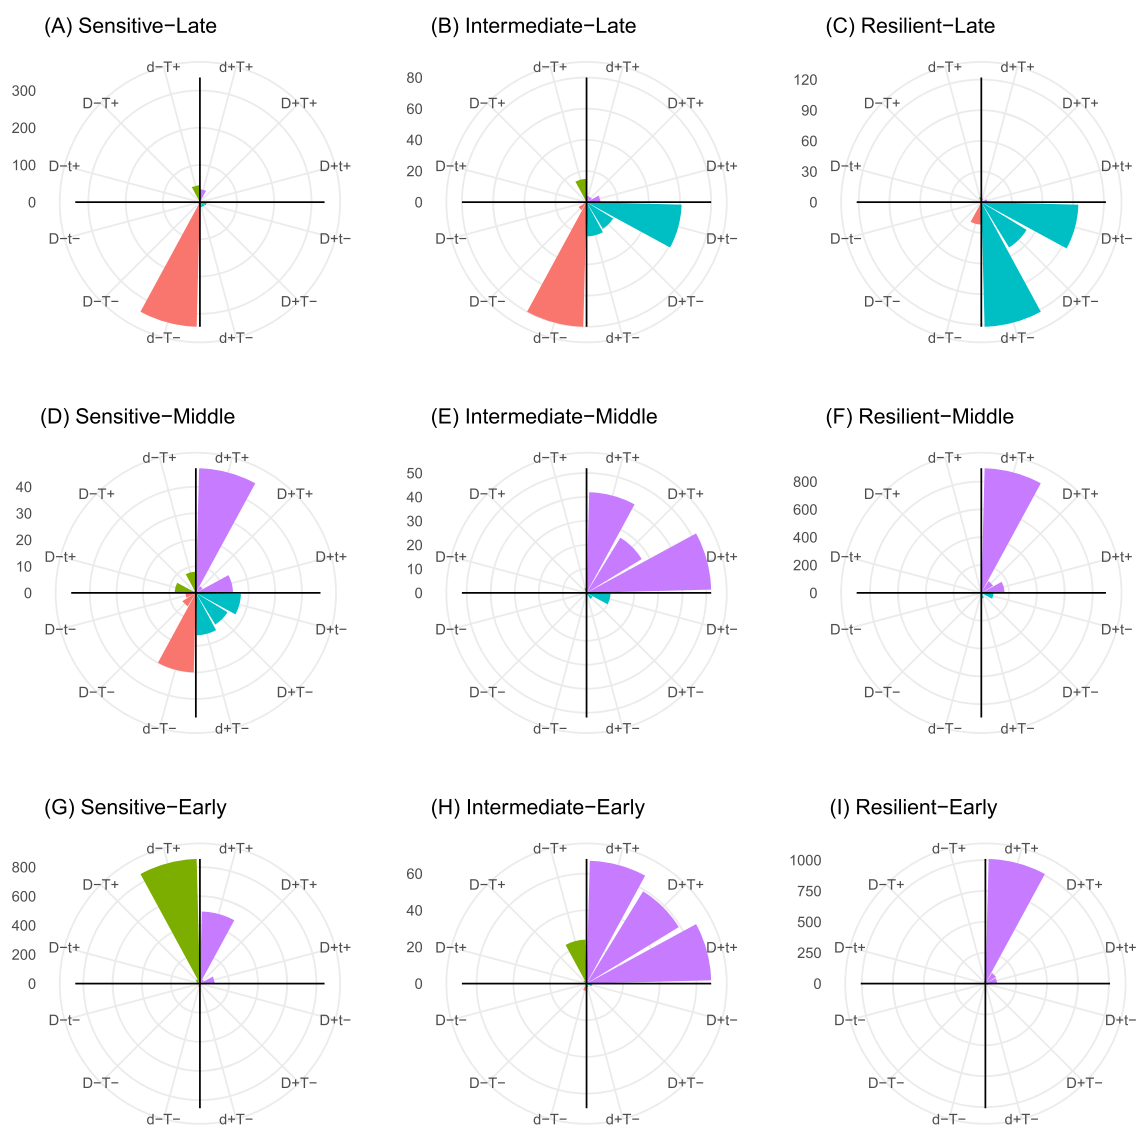 (A) Sensitive−Late
(B) Intermediate−Late
(C) Resilient−Late
d−T+ d+T+
D−T+ D+T+
D−t+ D+t+
D−t− D+t−
D−T− D+T−
d−T− d+T−
300
200
100
0
d−T+ d+T+
D−T+ D+T+
D−t+ D+t+
D−t− D+t−
D−T− D+T−
d−T− d+T−
80
60
40
20
0
d−T+ d+T+
D−T+ D+T+
D−t+ D+t+
D−t− D+t−
D−T− D+T−
d−T− d+T−
120
90
60
30
0
(D) Sensitive−Middle
(E) Intermediate−Middle
(F) Resilient−Middle
d−T+ d+T+
D−T+ D+T+
D−t+ D+t+
D−t− D+t−
D−T− D+T−
d−T− d+T−
40
30
20
10
0
d−T+ d+T+
D−T+ D+T+
D−t+ D+t+
D−t− D+t−
D−T− D+T−
d−T− d+T−
50
40
30
20
10
0
d−T+ d+T+
D−T+ D+T+
D−t+ D+t+
D−t− D+t−
D−T− D+T−
d−T− d+T−
800
600
400
200
0
(G) Sensitive−Early
(H) Intermediate−Early
(I) Resilient−Early
d−T+ d+T+
D−T+ D+T+
D−t+ D+t+
D−t− D+t−
D−T− D+T−
d−T− d+T−
800
600
400
200
0
d−T+ d+T+
D−T+ D+T+
D−t+ D+t+
D−t− D+t−
D−T− D+T−
d−T− d+T−
60
40
20
0
d−T+ d+T+
D−T+ D+T+
D−t+ D+t+
D−t− D+t−
D−T− D+T−
d−T− d+T−
1000
750
500
250
0